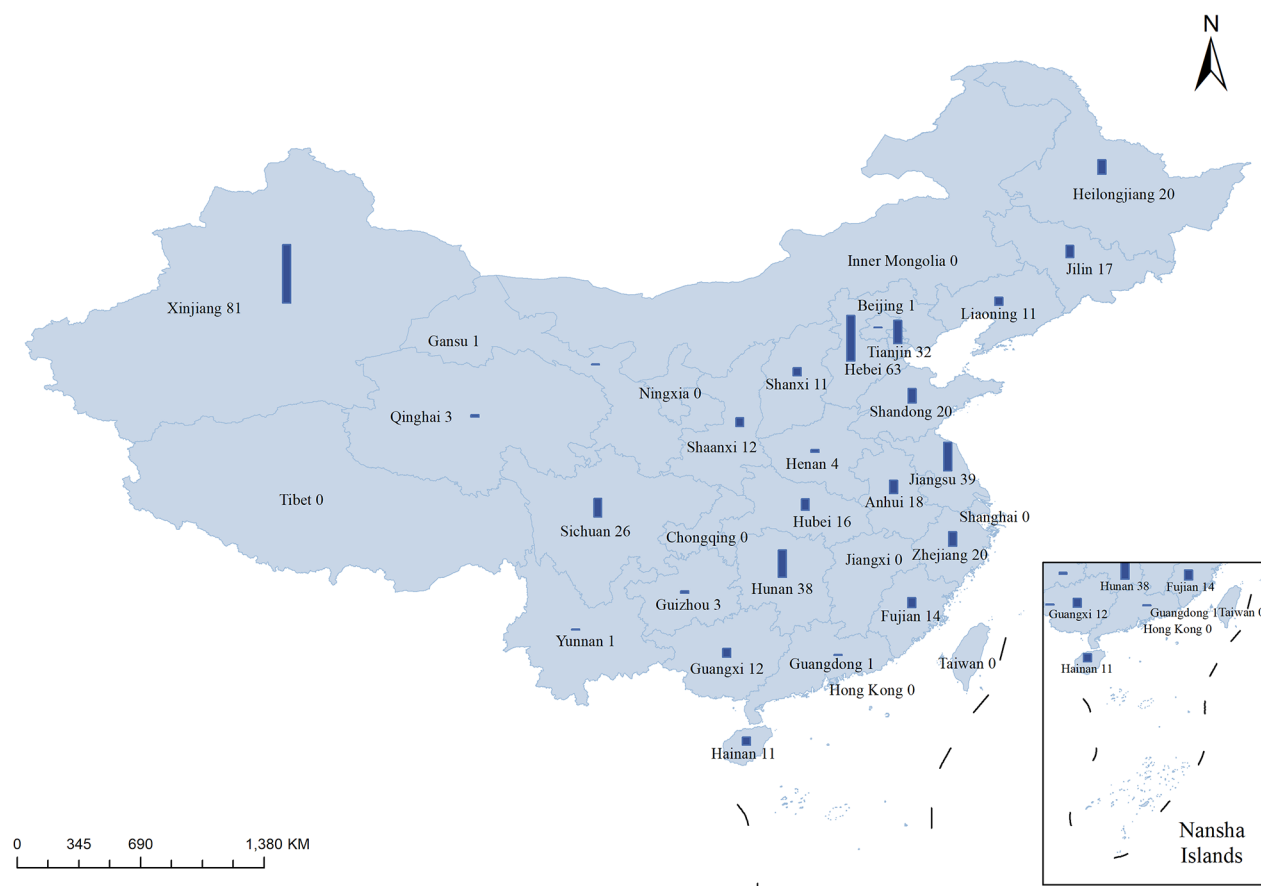 N
Heilongjiang 20
Inner Mongolia 0
Jilin 17
Xinjiang 81
Beijing 1
Liaoning 11
Gansu 1
Tianjin 32
Hebei 63
Shanxi 11
Ningxia 0
Shandong 20
Qinghai 3
Shaanxi 12
Henan 4
Jiangsu 39
Tibet 0
Anhui 18
Shanghai 0
Hubei 16
Sichuan 26
Chongqing 0
Zhejiang 20
Jiangxi 0
Hunan 38
Guizhou 3
Fujian 14
Yunnan 1
Guangxi 12
Guangdong 1
Taiwan 0
Hong Kong 0
Hainan 11
Hunan 38
Fujian 14
Guangxi 12
Guangdong 1
Taiwan 0
Hong Kong 0
Hainan 11
Nansha
Islands
0 345 690 1,380 KM